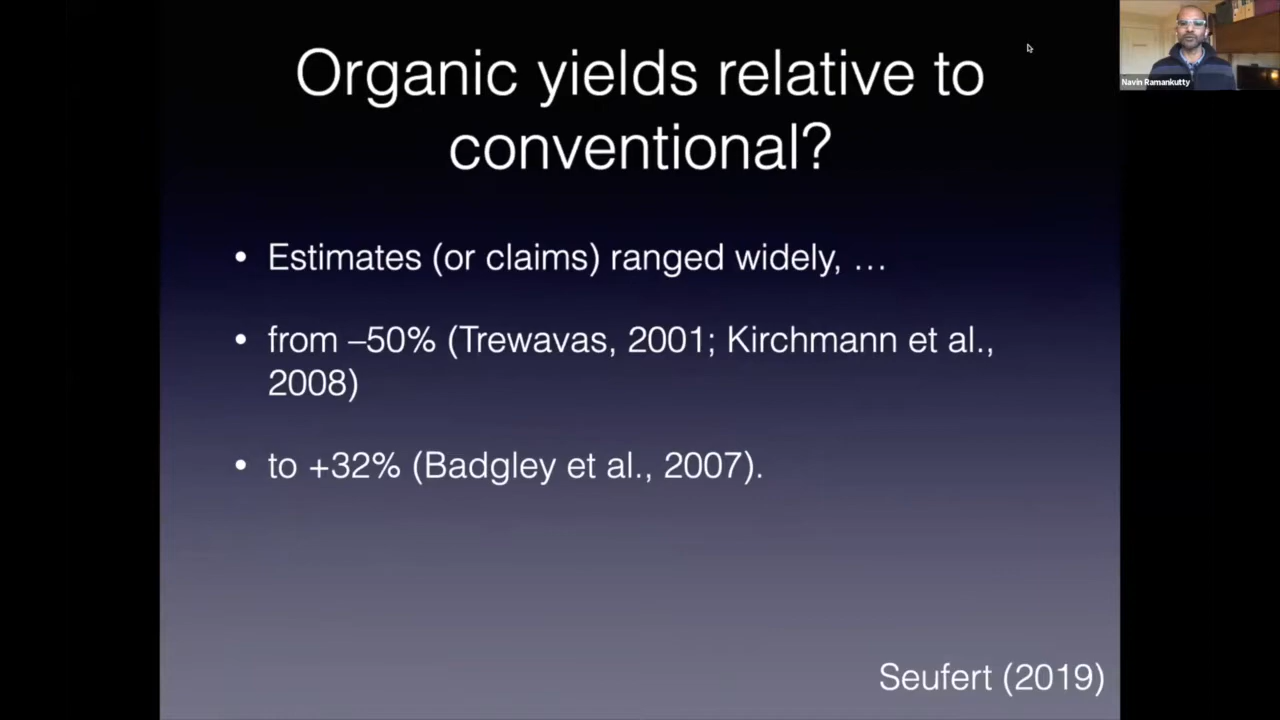 Organic yields relative to
conventional?
• Estimates (or claims) ranged widely, …
• from –50% (Trewavas, 2001; Kirchmann et al.,
2008)
• to +32% (Badgley et al., 2007).
Seufert (2019)
Navin Ramankutty